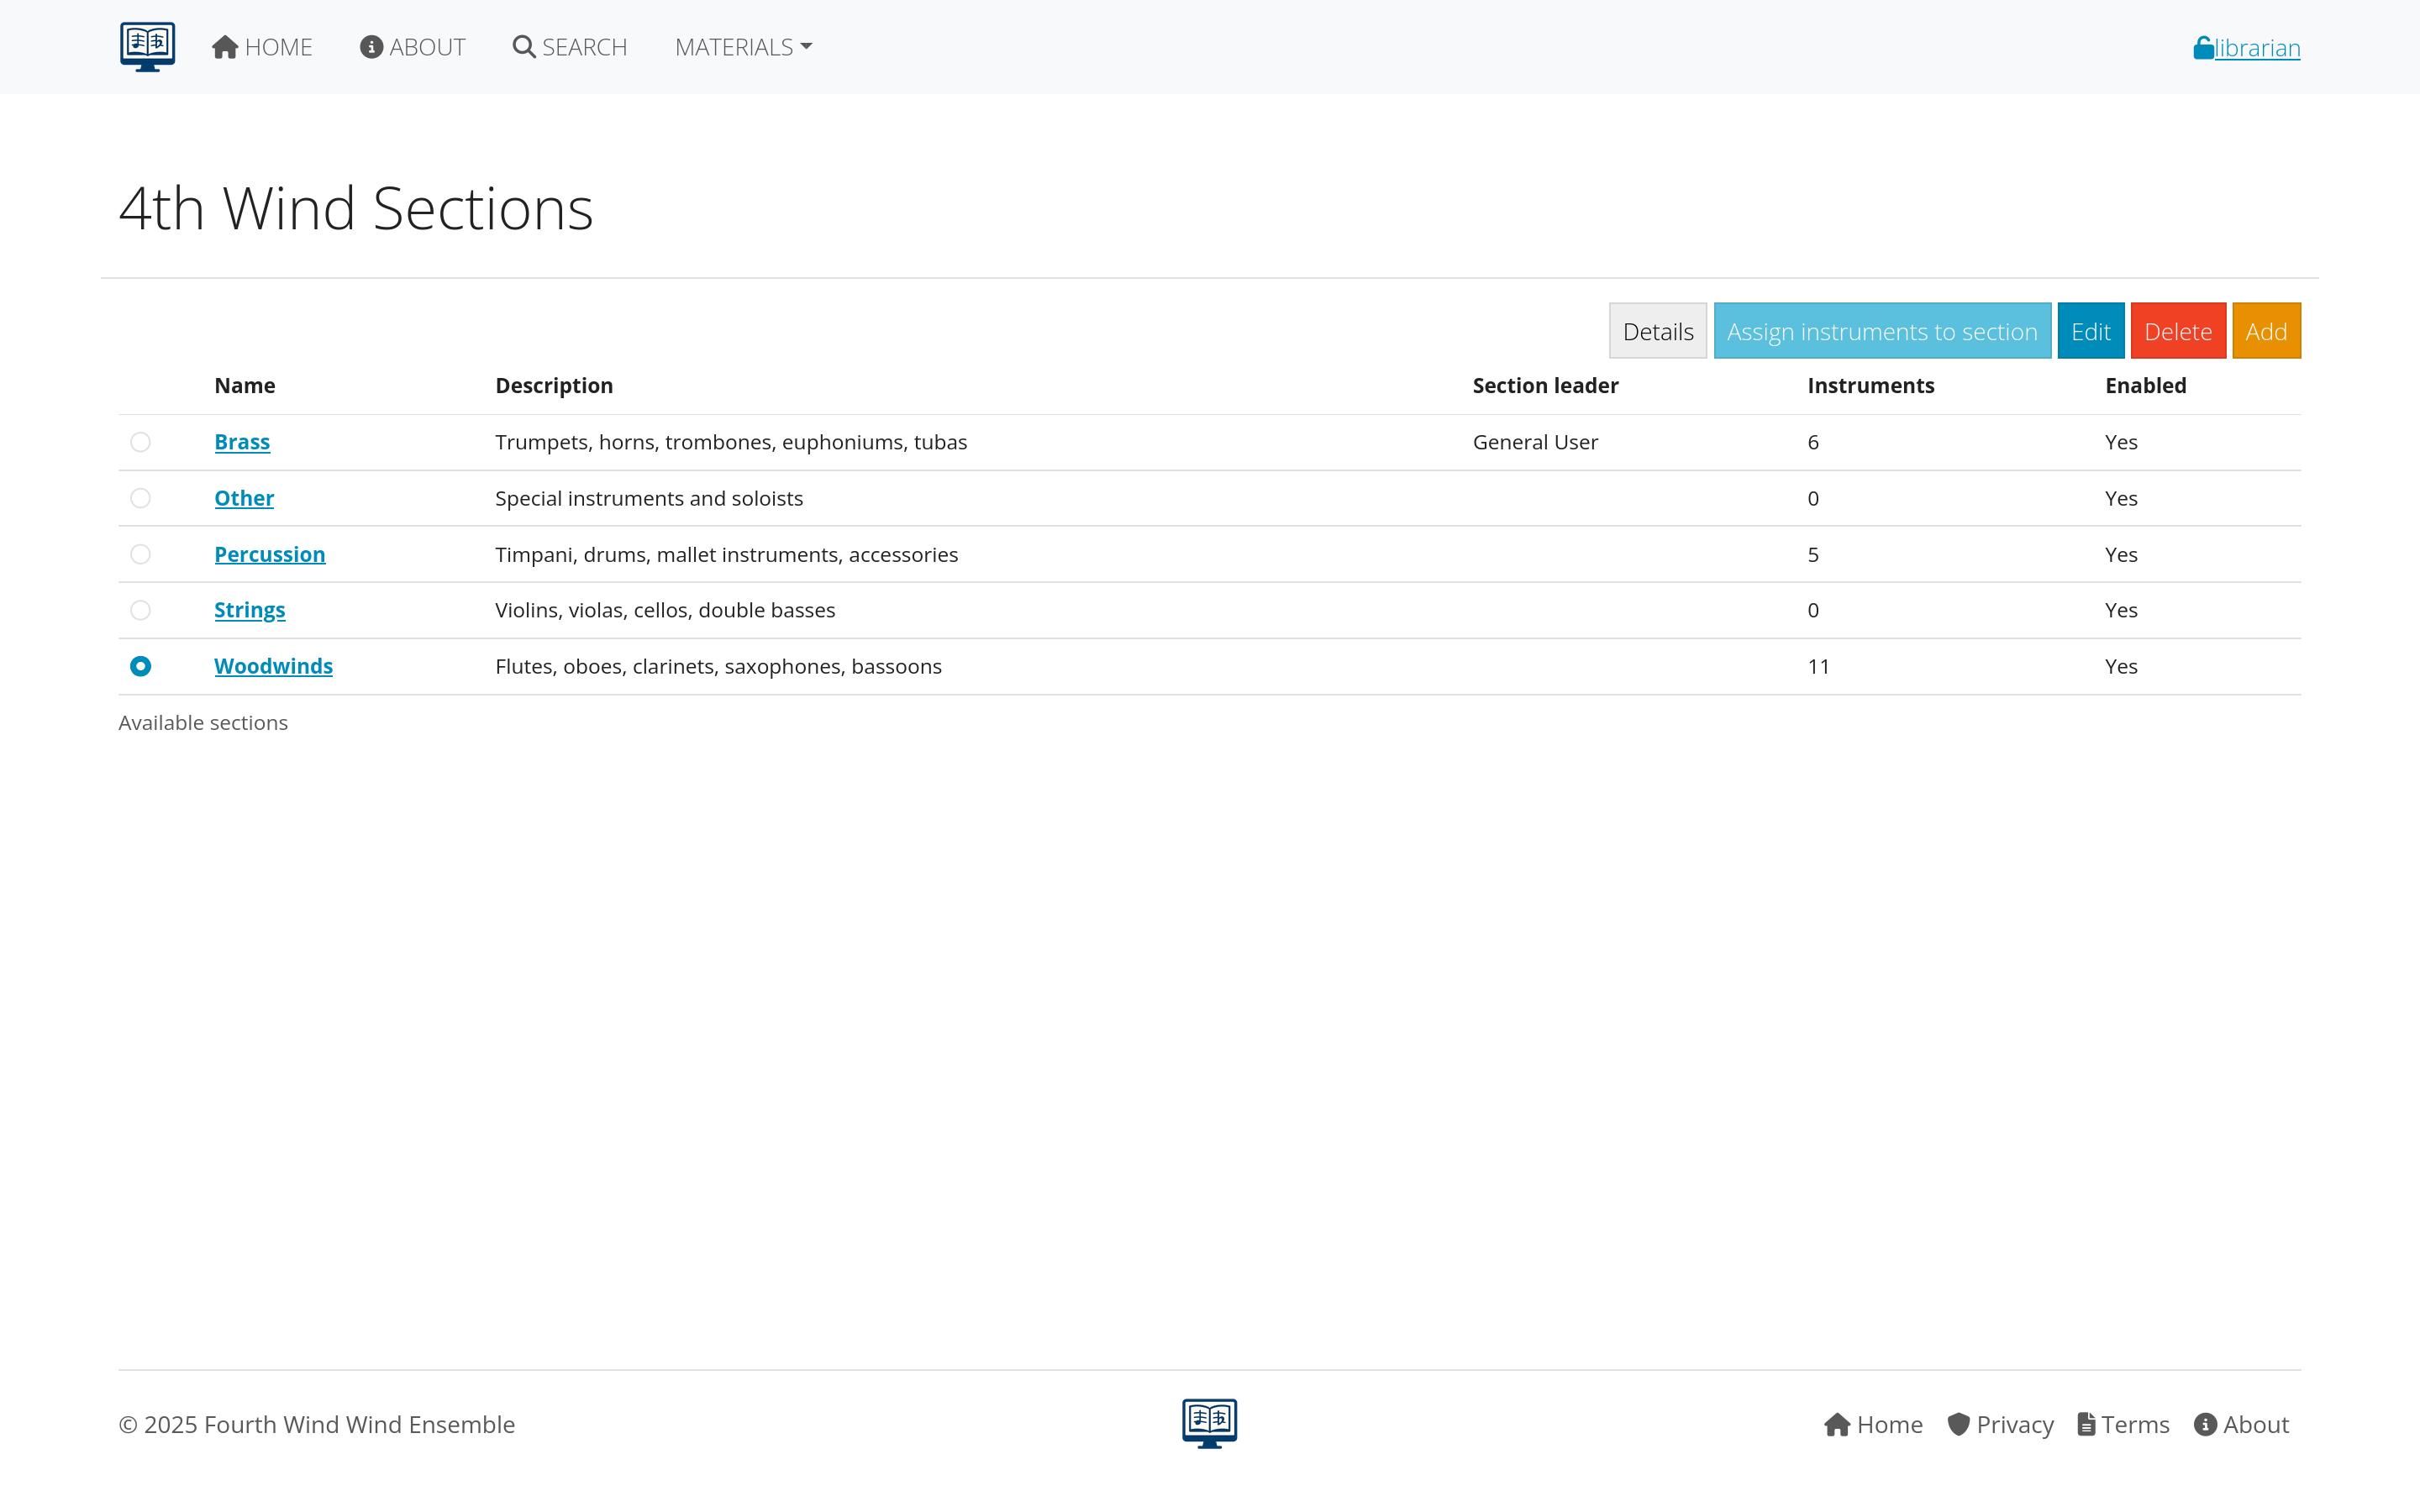 HOME ABOUT SEARCH MATERIALS librarian
4th Wind Sections
Details Assign instruments to section Edit Delete Add
Name Description Section leader Instruments Enabled
Brass Trumpets, horns, trombones, euphoniums, tubas General User 6 Yes
Other Special instruments and soloists 0 Yes
Percussion Timpani, drums, mallet instruments, accessories 5 Yes
Strings Violins, violas, cellos, double basses 0 Yes
Woodwinds Flutes, oboes, clarinets, saxophones, bassoons 11 Yes
Available sections
© 2025 Fourth Wind Wind Ensemble Home Privacy Terms About